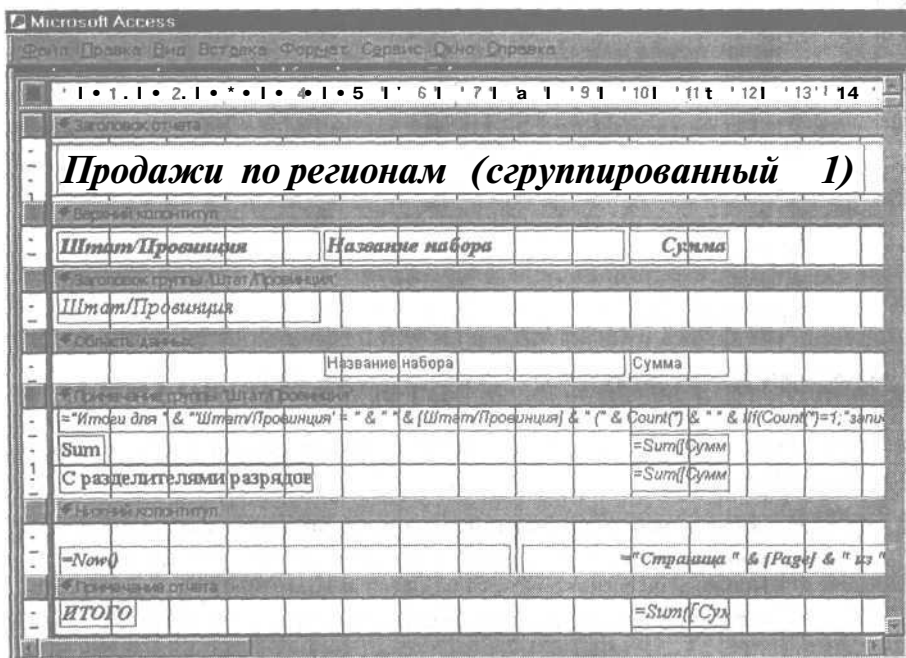 Microsoft Access
Файл Правка Вид Вставка Формат Сервис Окно Справка
Заголовок отчета
Продажи по регионам (сгруппированный 1)
Верхний колонтитул
Штат/Провинция Название набора Сумма
Заголовок группы 'Штат/Провинция'
Штат/Провинция
Область данных
Название набора Сумма
Примечание группы 'Штат/Провинция'
="Итоги для " & "'Штат/Провинция' = " & " " & [Штат/Провинция] & " (" & Count(*) & " " & IIf(Count(*)=1;"запи
Sum =Sum([Сумм
С разделителями разрядов =Sum([Сумм
Нижний колонтитул
=Now() ="Страница " & [Page] & " из "
Примечание отчета
ИТОГО =Sum([Сум